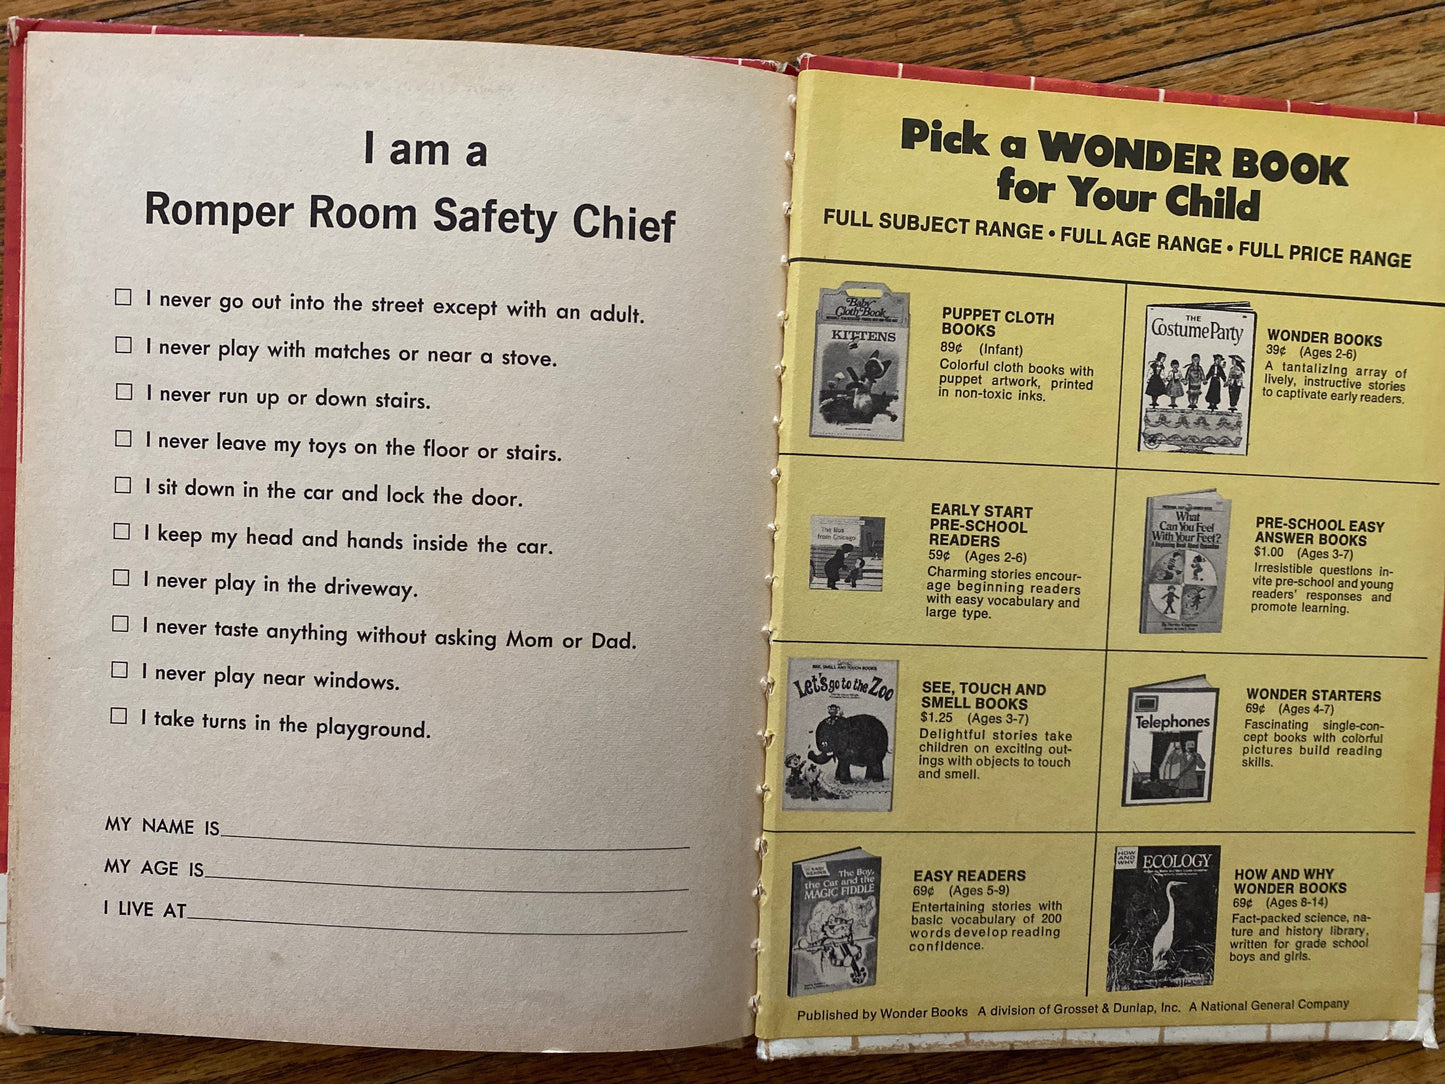 I am a
Romper Room Safety Chief
I never go out into the street except with an adult.
I never play with matches or near a stove.
I never run up or down stairs.
I never leave my toys on the floor or stairs.
I sit down in the car and lock the door.
I keep my head and hands inside the car.
I never play in the driveway.
I never taste anything without asking Mom or Dad.
I never play near windows.
I take turns in the playground.
MY NAME IS
MY AGE IS
I LIVE AT
Pick a WONDER BOOK
for Your Child
FULL SUBJECT RANGE • FULL AGE RANGE • FULL PRICE RANGE
Baby
Cloth Book
KITTENS
PUPPET CLOTH
BOOKS
89¢ (Infant)
Colorful cloth books with
puppet artwork, printed
in non-toxic inks.
THE
Costume Party
WONDER BOOKS
39¢ (Ages 2-6)
A tantalizing array of
lively, instructive stories
to captivate early readers.
The Bus
from Chicago
EARLY START
PRE-SCHOOL
READERS
59¢ (Ages 2-6)
Charming stories encour-
age beginning readers
with easy vocabulary and
large type.
What
Can You Feel
With Your Feet?
PRE-SCHOOL EASY
ANSWER BOOKS
$1.00 (Ages 3-7)
Irresistible questions in-
vite pre-school and young
readers' responses and
promote learning.
SEE, SMELL AND TOUCH BOOKS
Let's go to the Zoo
SEE, TOUCH AND
SMELL BOOKS
$1.25 (Ages 3-7)
Delightful stories take
children on exciting out-
ings with objects to touch
and smell.
Telephones
WONDER STARTERS
69¢ (Ages 4-7)
Fascinating single-con-
cept books with colorful
pictures build reading
skills.
The Boy,
the Cat and the
MAGIC FIDDLE
EASY READERS
69¢ (Ages 5-9)
Entertaining stories with
basic vocabulary of 200
words develop reading
confidence.
HOW
AND
WHY
ECOLOGY
HOW AND WHY
WONDER BOOKS
69¢ (Ages 8-14)
Fact-packed science, na-
ture and history library,
written for grade school
boys and girls.
Published by Wonder Books A division of Grosset & Dunlap, Inc. A National General Company